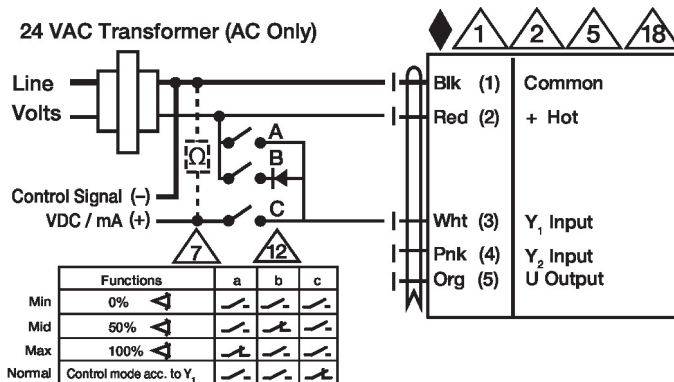 24 VAC Transformer (AC Only)
1 2 5 18
Line
Volts
Blk (1) Common
Red (2) + Hot
A
B
Ω
Control Signal (–)
VDC / mA (+)
C
Wht (3) Y1 Input
Pnk (4) Y2 Input
Org (5) U Output
7 12
Functions a b c
Min 0%
Mid 50%
Max 100%
Normal Control mode acc. to Y1